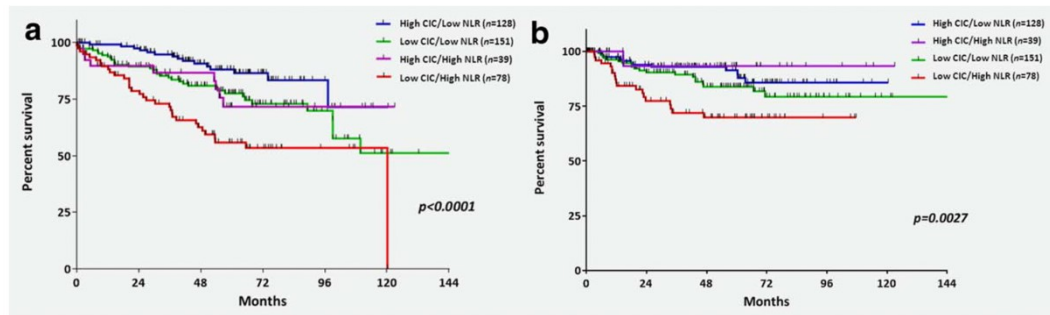 a
High CIC/Low NLR (n=128)
Low CIC/Low NLR (n=151)
High CIC/High NLR (n=39)
Low CIC/High NLR (n=78)
Percent survival
100
75
50
25
0
p<0.0001
0 24 48 72 96 120 144
Months
b
High CIC/Low NLR (n=128)
High CIC/High NLR (n=39)
Low CIC/Low NLR (n=151)
Low CIC/High NLR (n=78)
Percent survival
100
75
50
25
0
p=0.0027
0 24 48 72 96 120 144
Months